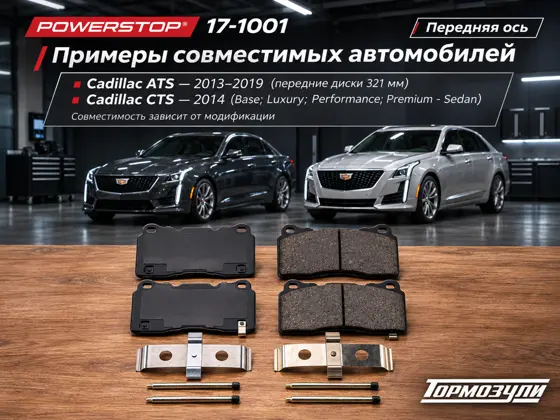 POWERSTOP® 17-1001
Передняя ось
Примеры совместимых автомобилей
Cadillac ATS — 2013–2019 (передние диски 321 мм)
Cadillac CTS — 2014 (Base; Luxury; Performance; Premium - Sedan)
Совместимость зависит от модификации
ТОРМОЗУЛИ